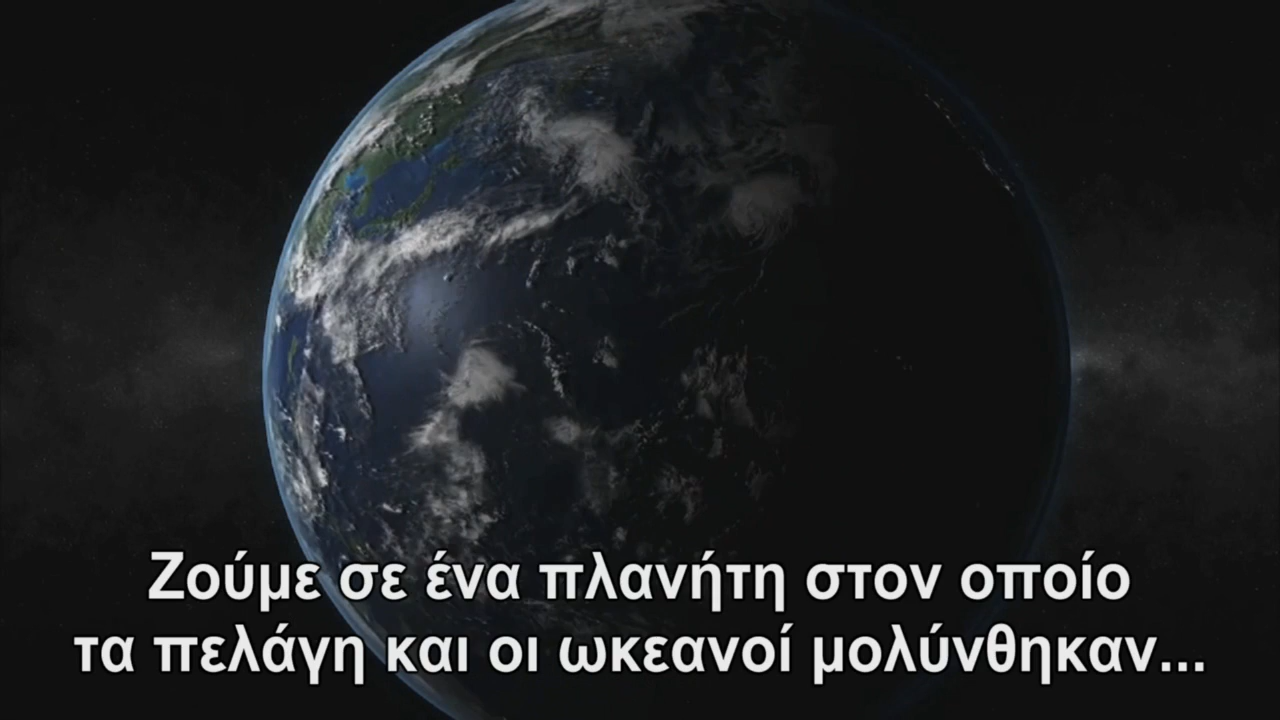 Ζούμε σε ένα πλανήτη στον οποίο
τα πελάγη και οι ωκεανοί μολύνθηκαν...